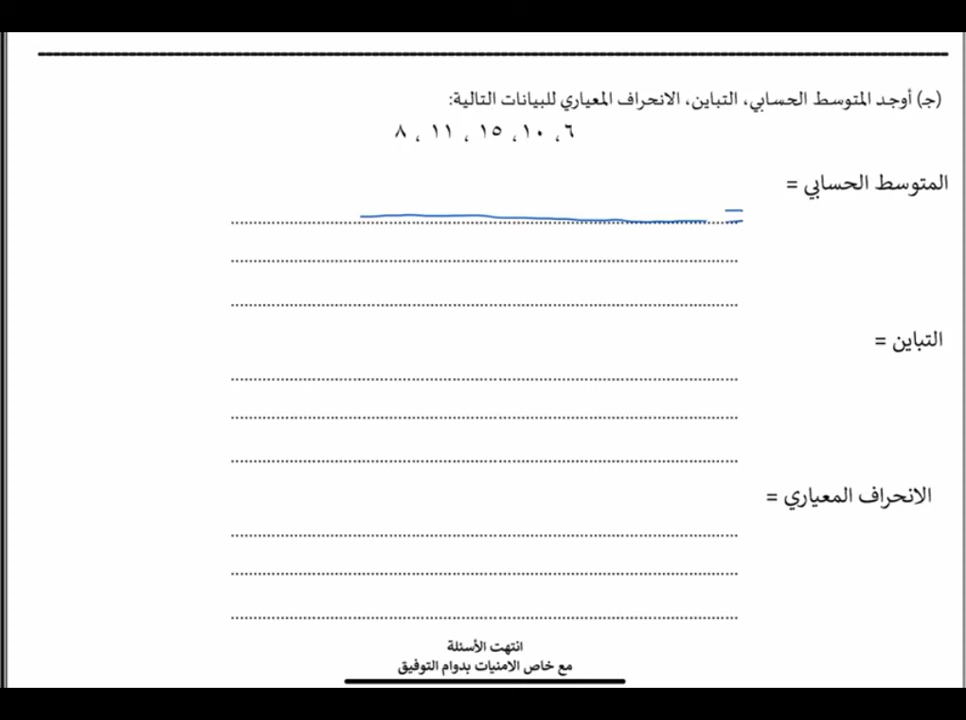 (ج) أوجد المتوسط الحسابي، التباين، الانحراف المعياري للبيانات التالية:
٦، ١٠، ١٥ ، ١١ ، ٨
المتوسط الحسابي =
=
التباين =
الانحراف المعياري =
انتهت الأسئلة
مع خاص الامنيات بدوام التوفيق